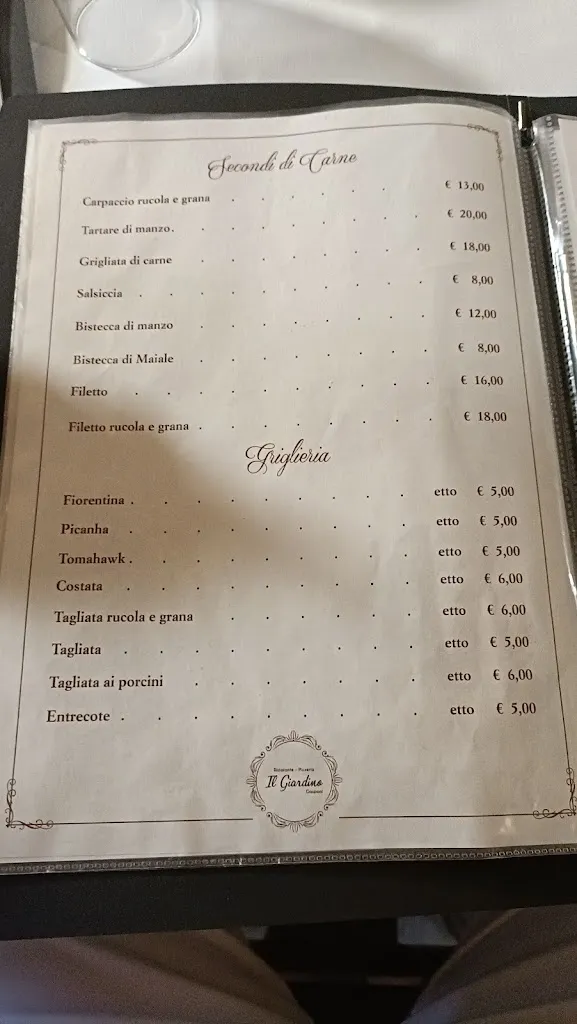 Secondi di Carne
Carpaccio rucola e grana . . . . . . € 13,00
Tartare di manzo. . . . . . . . . € 20,00
Grigliata di carne . . . . . . . € 18,00
Salsiccia . . . . . . . . . . € 8,00
Bistecca di manzo . . . . . . . . € 12,00
Bistecca di Maiale . . . . . . . . € 8,00
Filetto . . . . . . . . . . € 16,00
Filetto rucola e grana . . . . . . . . € 18,00
Griglieria
Fiorentina . . . . . . . . . etto € 5,00
Picanha . . . . . . . . . etto € 5,00
Tomahawk . . . . . . . . . etto € 5,00
Costata . . . . . . . . . etto € 6,00
Tagliata rucola e grana . . . . . . etto € 6,00
Tagliata . . . . . . . . . etto € 5,00
Tagliata ai porcini . . . . . . . etto € 6,00
Entrecote . . . . . . . . . etto € 5,00
Ristorante - Pizzeria
Il Giardino